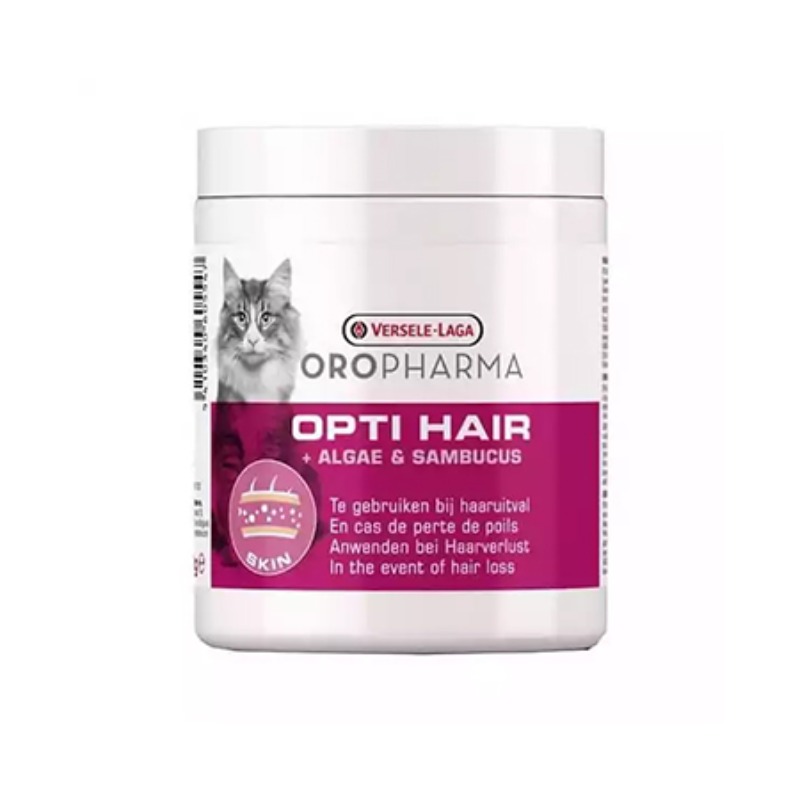 VERSELE-LAGA
OROPHARMA
OPTI HAIR
+ ALGAE & SAMBUCUS
Te gebruiken bij haaruitval
En cas de perte de poils
Anwenden bei Haarverlust
In the event of hair loss
SKIN